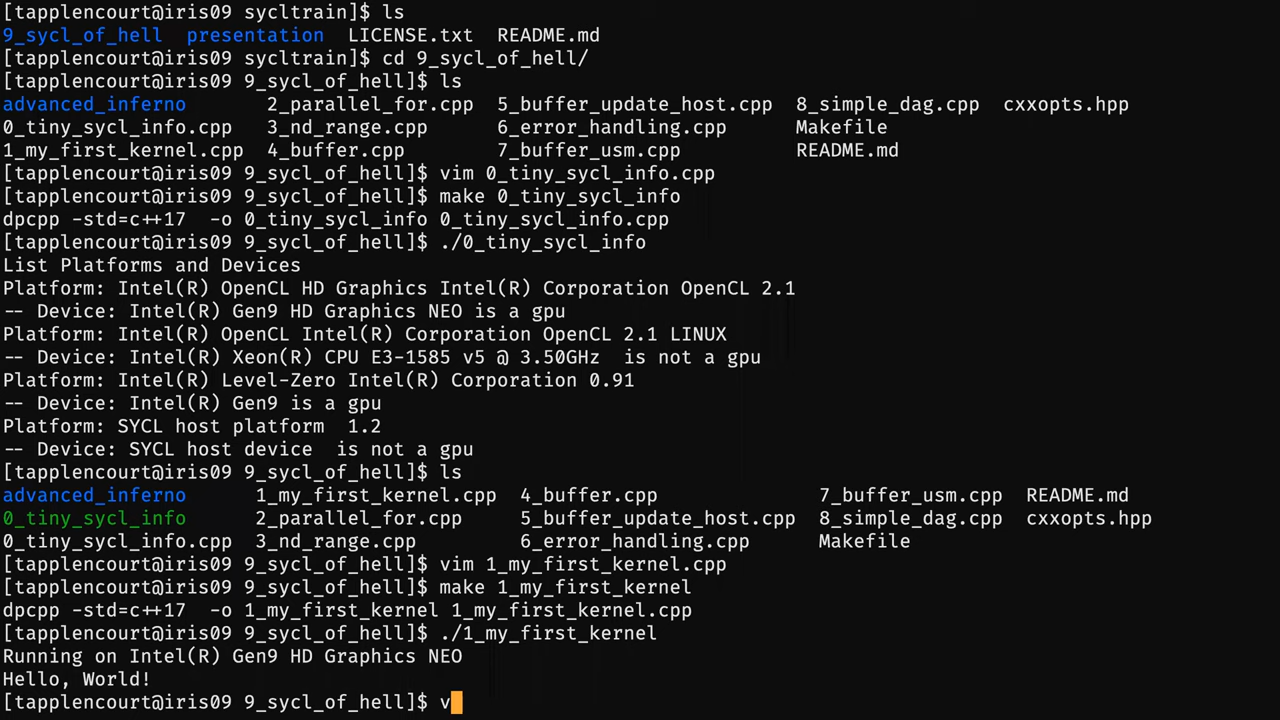 [tapplencourt@iris09 sycltrain]$ ls
9_sycl_of_hell  presentation  LICENSE.txt  README.md
[tapplencourt@iris09 sycltrain]$ cd 9_sycl_of_hell/
[tapplencourt@iris09 9_sycl_of_hell]$ ls
advanced_inferno       2_parallel_for.cpp  5_buffer_update_host.cpp  8_simple_dag.cpp  cxxopts.hpp
0_tiny_sycl_info.cpp   3_nd_range.cpp      6_error_handling.cpp      Makefile
1_my_first_kernel.cpp  4_buffer.cpp        7_buffer_usm.cpp          README.md
[tapplencourt@iris09 9_sycl_of_hell]$ vim 0_tiny_sycl_info.cpp
[tapplencourt@iris09 9_sycl_of_hell]$ make 0_tiny_sycl_info
dpcpp -std=c++17  -o 0_tiny_sycl_info 0_tiny_sycl_info.cpp
[tapplencourt@iris09 9_sycl_of_hell]$ ./0_tiny_sycl_info
List Platforms and Devices
Platform: Intel(R) OpenCL HD Graphics Intel(R) Corporation OpenCL 2.1
-- Device: Intel(R) Gen9 HD Graphics NEO is a gpu
Platform: Intel(R) OpenCL Intel(R) Corporation OpenCL 2.1 LINUX
-- Device: Intel(R) Xeon(R) CPU E3-1585 v5 @ 3.50GHz  is not a gpu
Platform: Intel(R) Level-Zero Intel(R) Corporation 0.91
-- Device: Intel(R) Gen9 is a gpu
Platform: SYCL host platform  1.2
-- Device: SYCL host device  is not a gpu
[tapplencourt@iris09 9_sycl_of_hell]$ ls
advanced_inferno      1_my_first_kernel.cpp  4_buffer.cpp              7_buffer_usm.cpp  README.md
0_tiny_sycl_info      2_parallel_for.cpp     5_buffer_update_host.cpp  8_simple_dag.cpp  cxxopts.hpp
0_tiny_sycl_info.cpp  3_nd_range.cpp         6_error_handling.cpp      Makefile
[tapplencourt@iris09 9_sycl_of_hell]$ vim 1_my_first_kernel.cpp
[tapplencourt@iris09 9_sycl_of_hell]$ make 1_my_first_kernel
dpcpp -std=c++17  -o 1_my_first_kernel 1_my_first_kernel.cpp
[tapplencourt@iris09 9_sycl_of_hell]$ ./1_my_first_kernel
Running on Intel(R) Gen9 HD Graphics NEO
Hello, World!
[tapplencourt@iris09 9_sycl_of_hell]$ v